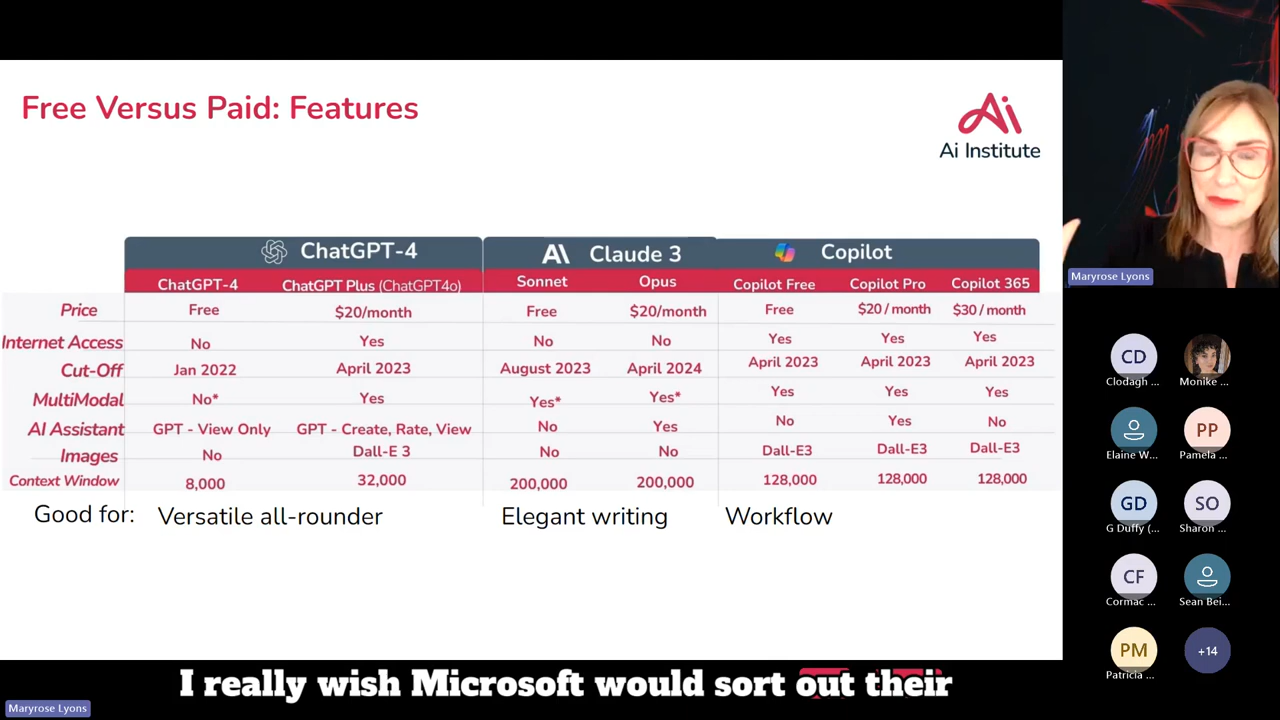 Free Versus Paid: Features
Ai Institute
ChatGPT-4 Claude 3 Copilot
ChatGPT-4 ChatGPT Plus (ChatGPT4o) Sonnet Opus Copilot Free Copilot Pro Copilot 365
Price Free $20/month Free $20/month Free $20 / month $30 / month
Internet Access No Yes No No Yes Yes Yes
Cut-Off Jan 2022 April 2023 August 2023 April 2024 April 2023 April 2023 April 2023
MultiModal No* Yes Yes* Yes* Yes Yes Yes
AI Assistant GPT - View Only GPT - Create, Rate, View No Yes No Yes No
Images No Dall-E 3 No No Dall-E3 Dall-E3 Dall-E3
Context Window 8,000 32,000 200,000 200,000 128,000 128,000 128,000
Good for: Versatile all-rounder Elegant writing Workflow
I really wish Microsoft would sort out their
Maryrose Lyons
Maryrose Lyons
CD
Clodagh ... Monike ...
PP
Elaine W... Pamela ...
GD SO
G Duffy (... Sharon ...
CF
Cormac ... Sean Bei...
PM +14
Patricia ...